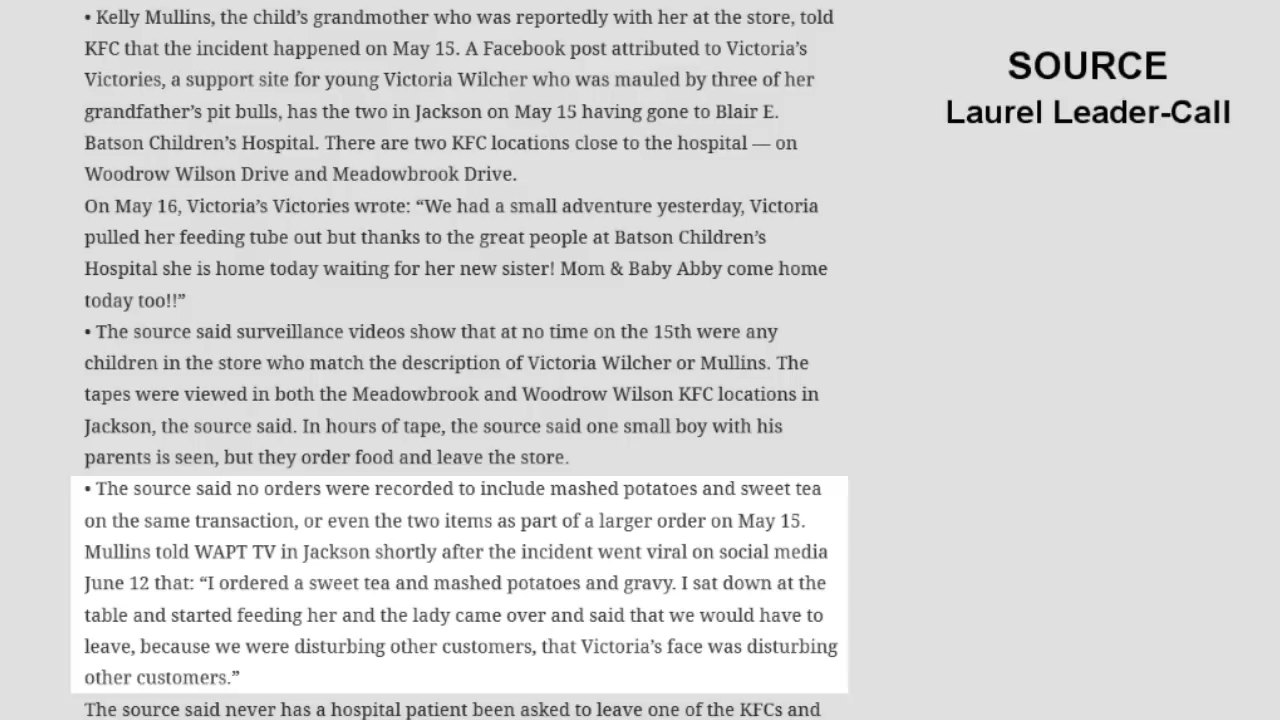 • Kelly Mullins, the child’s grandmother who was reportedly with her at the store, told
KFC that the incident happened on May 15. A Facebook post attributed to Victoria’s
Victories, a support site for young Victoria Wilcher who was mauled by three of her
grandfather’s pit bulls, has the two in Jackson on May 15 having gone to Blair E.
Batson Children’s Hospital. There are two KFC locations close to the hospital — on
Woodrow Wilson Drive and Meadowbrook Drive.
On May 16, Victoria’s Victories wrote: “We had a small adventure yesterday, Victoria
pulled her feeding tube out but thanks to the great people at Batson Children’s
Hospital she is home today waiting for her new sister! Mom & Baby Abby come home
today too!!”
• The source said surveillance videos show that at no time on the 15th were any
children in the store who match the description of Victoria Wilcher or Mullins. The
tapes were viewed in both the Meadowbrook and Woodrow Wilson KFC locations in
Jackson, the source said. In hours of tape, the source said one small boy with his
parents is seen, but they order food and leave the store.
• The source said no orders were recorded to include mashed potatoes and sweet tea
on the same transaction, or even the two items as part of a larger order on May 15.
Mullins told WAPT TV in Jackson shortly after the incident went viral on social media
June 12 that: “I ordered a sweet tea and mashed potatoes and gravy. I sat down at the
table and started feeding her and the lady came over and said that we would have to
leave, because we were disturbing other customers, that Victoria’s face was disturbing
other customers.”
The source said never has a hospital patient been asked to leave one of the KFCs and
SOURCE
Laurel Leader-Call